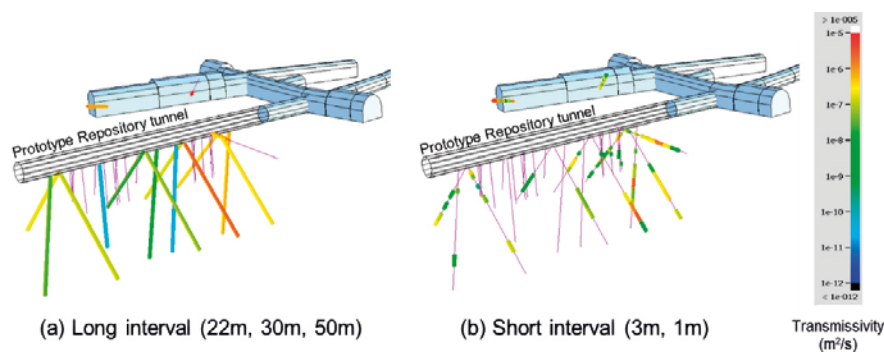 Prototype Repository tunnel
(a) Long interval (22m, 30m, 50m)
Prototype Repository tunnel
(b) Short interval (3m, 1m)
> 1e-005
1e-5
1e-6
1e-7
1e-8
1e-9
1e-10
1e-11
1e-12
< 1e-012
Transmissivity
(m²/s)